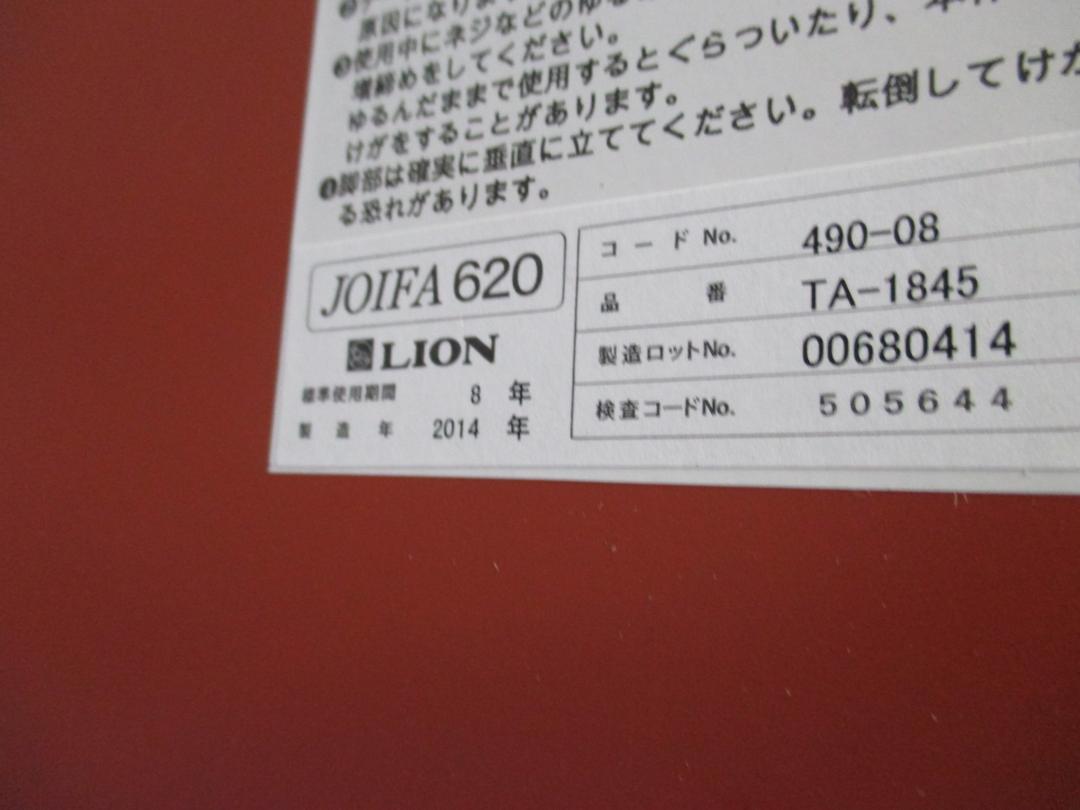 原因になりま
❸使用中にネジなどのゆる
増締めをしてください。
ゆるんだままで使用するとぐらついたり、本体
けがをすることがあります。
❹脚部は確実に垂直に立ててください。転倒してけが
る恐れがあります。
JOIFA 620
LION
標準使用期間 8 年
製造年 2014 年
コードNo. 490-08
品番 TA-1845
製造ロットNo. 00680414
検査コードNo. 505644